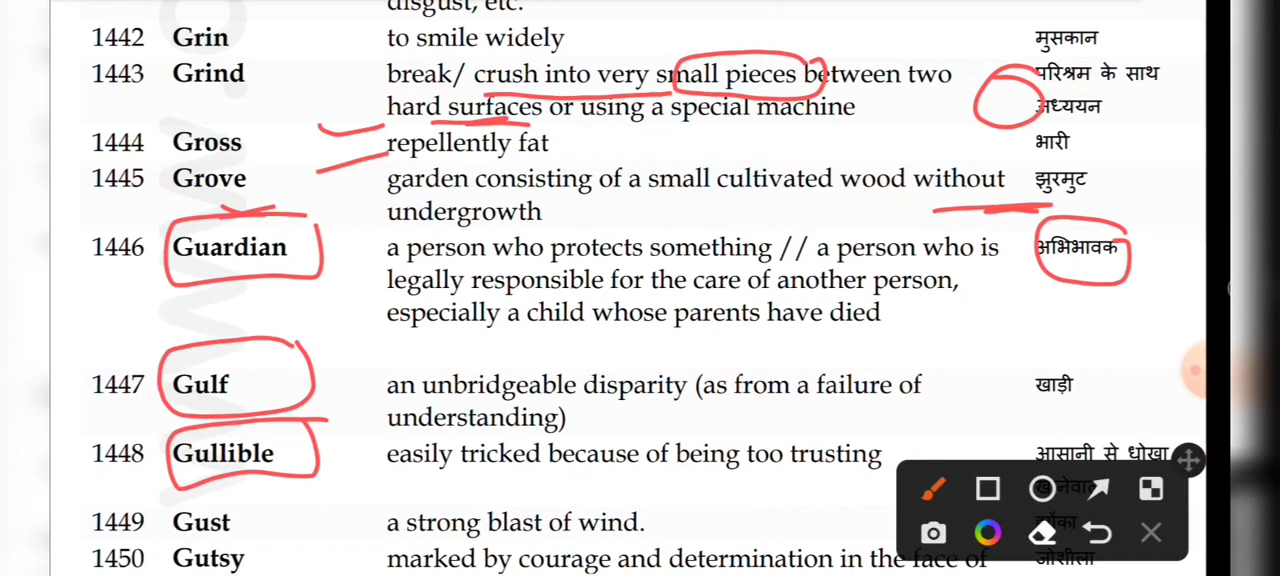 disgust, etc.
1442 Grin to smile widely मुसकान
1443 Grind break/ crush into very small pieces between two परिश्रम के साथ
hard surfaces or using a special machine अध्ययन
1444 Gross repellently fat भारी
1445 Grove garden consisting of a small cultivated wood without झुरमुट
undergrowth
1446 Guardian a person who protects something // a person who is अभिभावक
legally responsible for the care of another person,
especially a child whose parents have died
1447 Gulf an unbridgeable disparity (as from a failure of खाड़ी
understanding)
1448 Gullible easily tricked because of being too trusting आसानी से धोखा
1449 Gust a strong blast of wind.
1450 Gutsy marked by courage and determination in the face of जोशीला